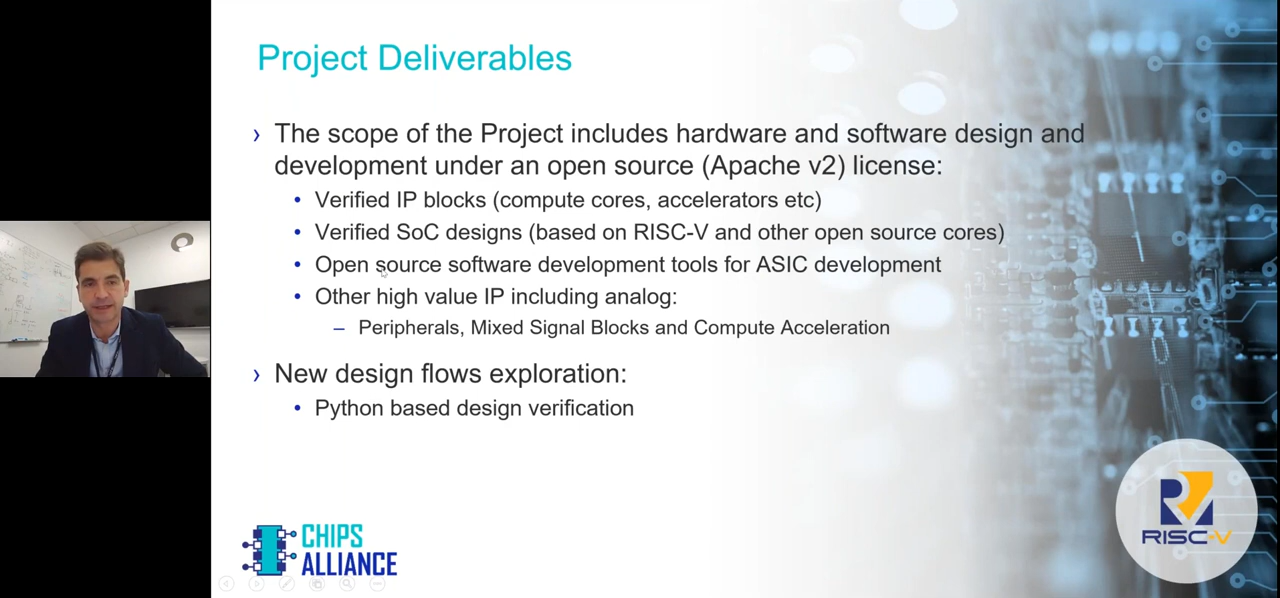 Project Deliverables
› The scope of the Project includes hardware and software design and
development under an open source (Apache v2) license:
• Verified IP blocks (compute cores, accelerators etc)
• Verified SoC designs (based on RISC-V and other open source cores)
• Open source software development tools for ASIC development
• Other high value IP including analog:
– Peripherals, Mixed Signal Blocks and Compute Acceleration
› New design flows exploration:
• Python based design verification
CHIPS
ALLIANCE
RISC-V